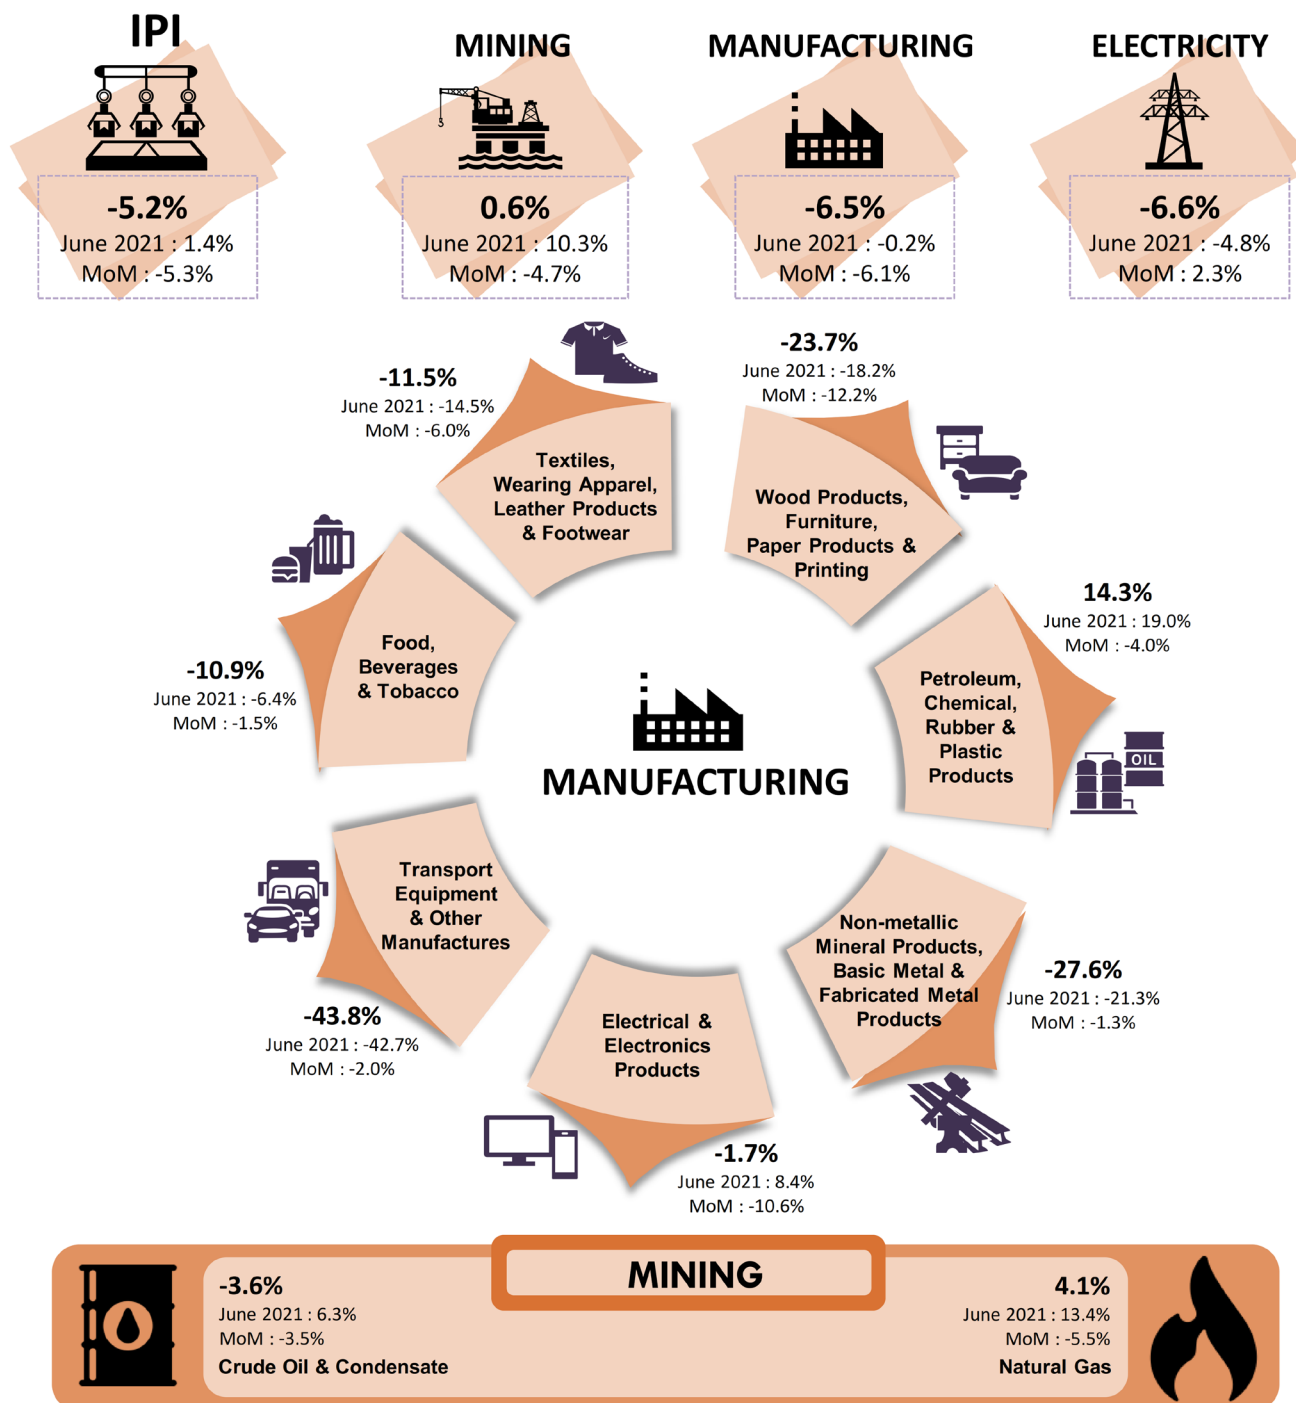 IPI
-5.2%
June 2021 : 1.4%
MoM : -5.3%
MINING
0.6%
June 2021 : 10.3%
MoM : -4.7%
MANUFACTURING
-6.5%
June 2021 : -0.2%
MoM : -6.1%
ELECTRICITY
-6.6%
June 2021 : -4.8%
MoM : 2.3%
-11.5%
June 2021 : -14.5%
MoM : -6.0%
Textiles,
Wearing Apparel,
Leather Products
& Footwear
-23.7%
June 2021 : -18.2%
MoM : -12.2%
Wood Products,
Furniture,
Paper Products &
Printing
14.3%
June 2021 : 19.0%
MoM : -4.0%
Petroleum,
Chemical,
Rubber &
Plastic
Products
OIL
-10.9%
June 2021 : -6.4%
MoM : -1.5%
Food,
Beverages
& Tobacco
MANUFACTURING
Transport
Equipment
& Other
Manufactures
-43.8%
June 2021 : -42.7%
MoM : -2.0%
Non-metallic
Mineral Products,
Basic Metal &
Fabricated Metal
Products
-27.6%
June 2021 : -21.3%
MoM : -1.3%
Electrical &
Electronics
Products
-1.7%
June 2021 : 8.4%
MoM : -10.6%
MINING
-3.6%
June 2021 : 6.3%
MoM : -3.5%
Crude Oil & Condensate
4.1%
June 2021 : 13.4%
MoM : -5.5%
Natural Gas